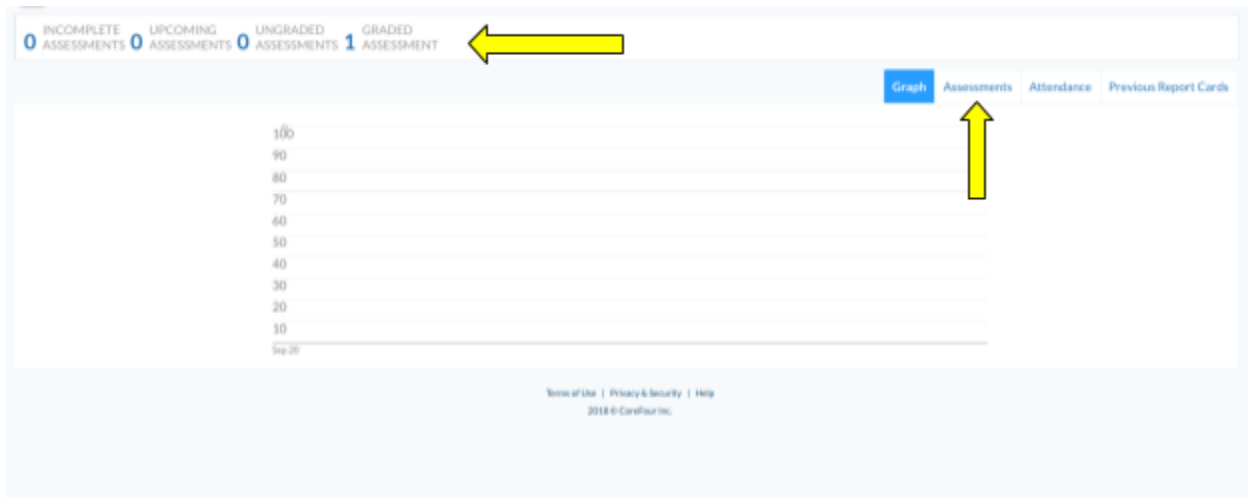 INCOMPLETE UPCOMING UNGRADED GRADED
0 ASSESSMENTS 0 ASSESSMENTS 0 ASSESSMENTS 1 ASSESSMENT
Graph Assessments Attendance Previous Report Cards
100
90
80
70
60
50
40
30
20
10
Sep 20
Terms of Use | Privacy & Security | Help
2018 © CoreFour Inc.